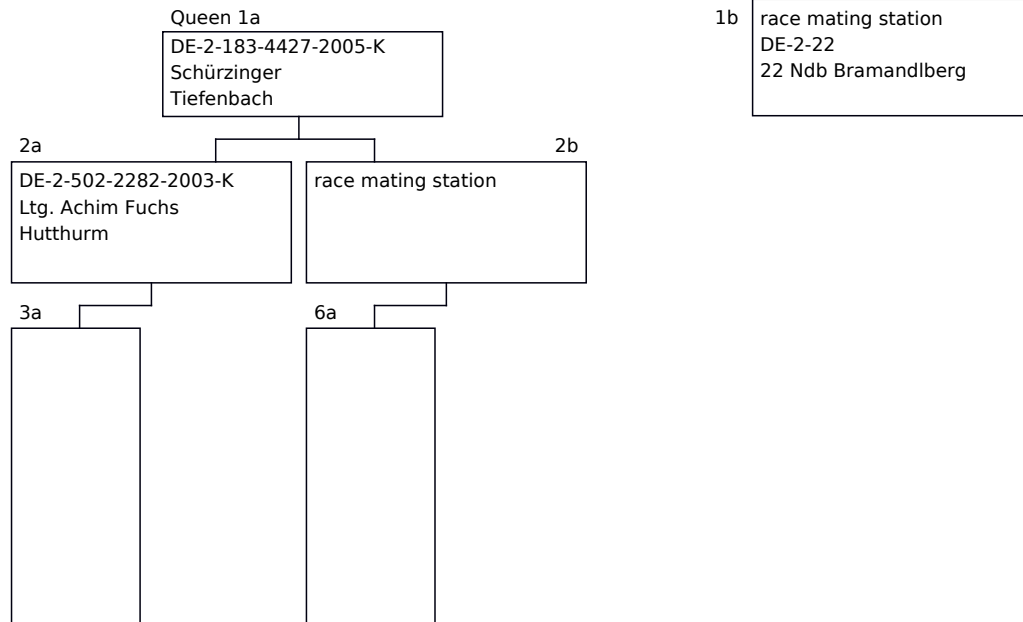 Queen 1a
DE-2-183-4427-2005-K
Schürzinger
Tiefenbach
1b
race mating station
DE-2-22
22 Ndb Bramandlberg
2a
DE-2-502-2282-2003-K
Ltg. Achim Fuchs
Hutthurm
2b
race mating station
3a
6a